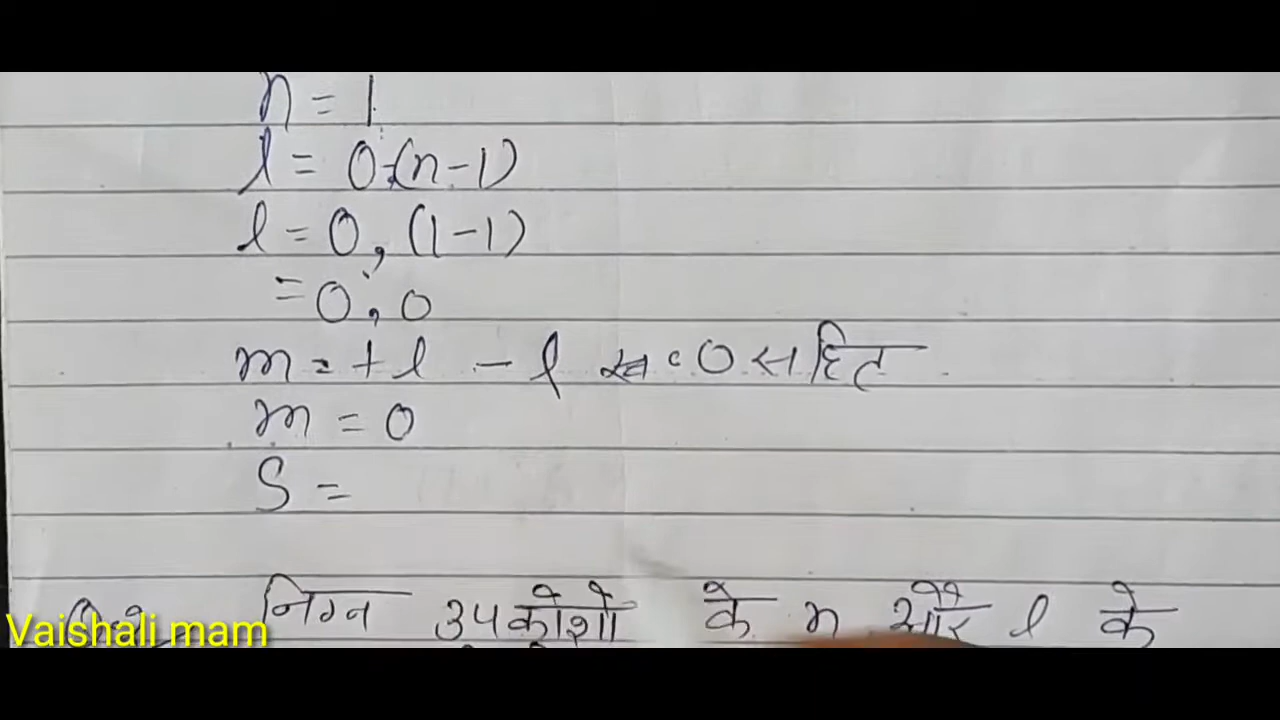 n = 1
l = 0-(n-1)
l = 0, (1-1)
= 0, 0
m = +l -l 0 सहित
m = 0
S =
निम्न उपकोशो के n और l के
Vaishali mam